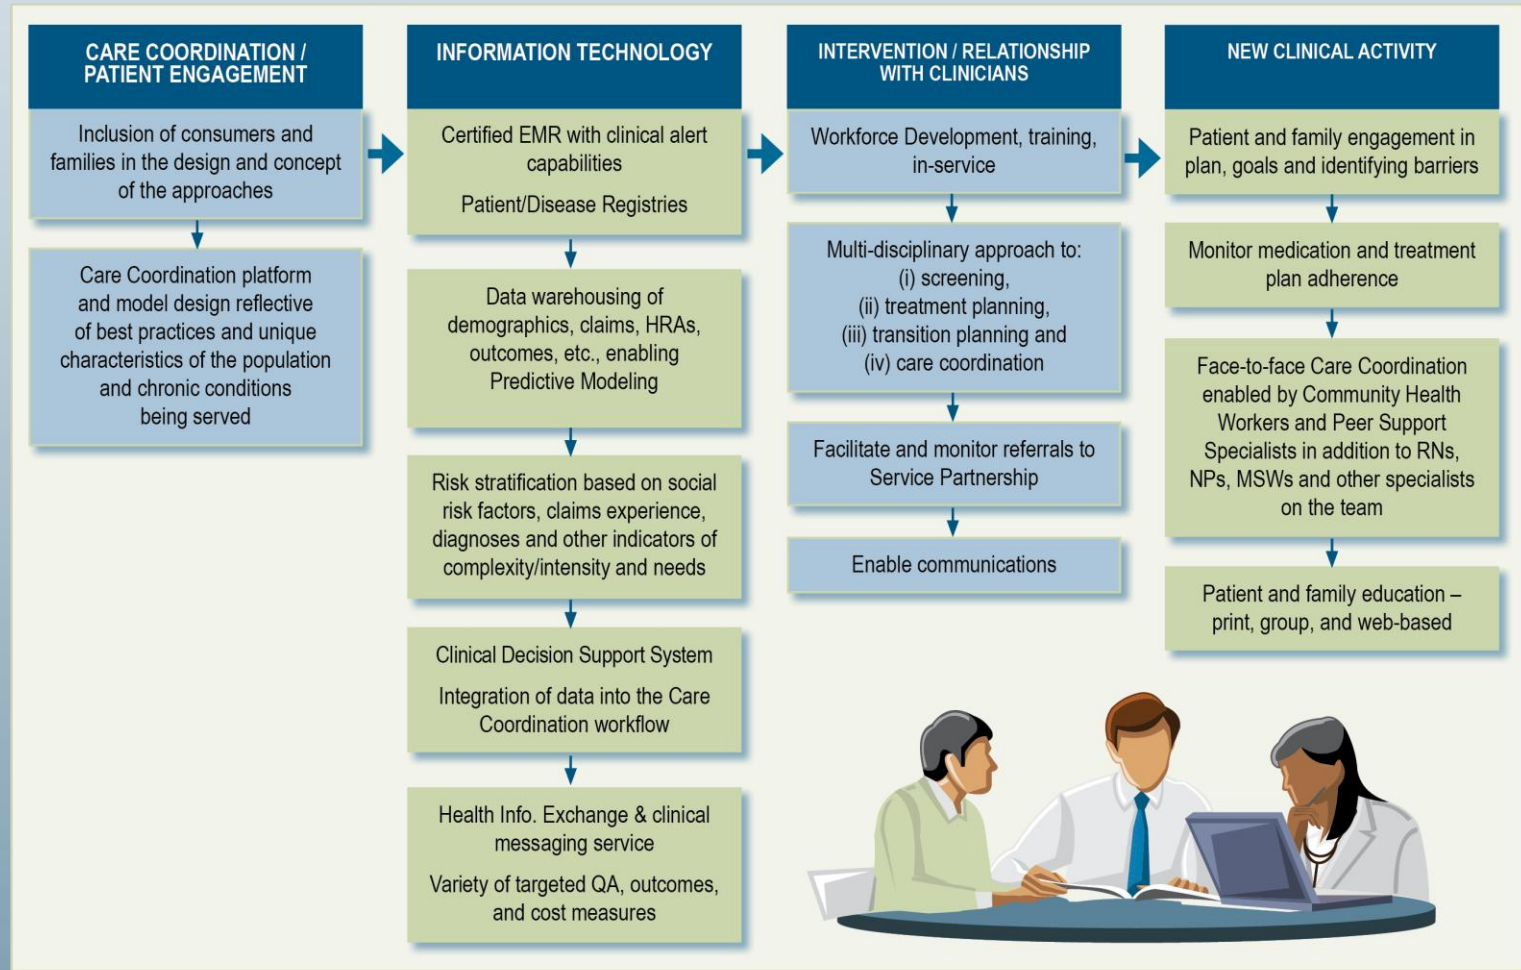 CARE COORDINATION /
PATIENT ENGAGEMENT
Inclusion of consumers and
families in the design and concept
of the approaches
Care Coordination platform
and model design reflective
of best practices and unique
characteristics of the population
and chronic conditions
being served
INFORMATION TECHNOLOGY
Certified EMR with clinical alert
capabilities
Patient/Disease Registries
Data warehousing of
demographics, claims, HRAs,
outcomes, etc., enabling
Predictive Modeling
Risk stratification based on social
risk factors, claims experience,
diagnoses and other indicators of
complexity/intensity and needs
Clinical Decision Support System
Integration of data into the Care
Coordination workflow
Health Info. Exchange & clinical
messaging service
Variety of targeted QA, outcomes,
and cost measures
INTERVENTION / RELATIONSHIP
WITH CLINICIANS
Workforce Development, training,
in-service
Multi-disciplinary approach to:
(i) screening,
(ii) treatment planning,
(iii) transition planning and
(iv) care coordination
Facilitate and monitor referrals to
Service Partnership
Enable communications
NEW CLINICAL ACTIVITY
Patient and family engagement in
plan, goals and identifying barriers
Monitor medication and treatment
plan adherence
Face-to-face Care Coordination
enabled by Community Health
Workers and Peer Support
Specialists in addition to RNs,
NPs, MSWs and other specialists
on the team
Patient and family education –
print, group, and web-based